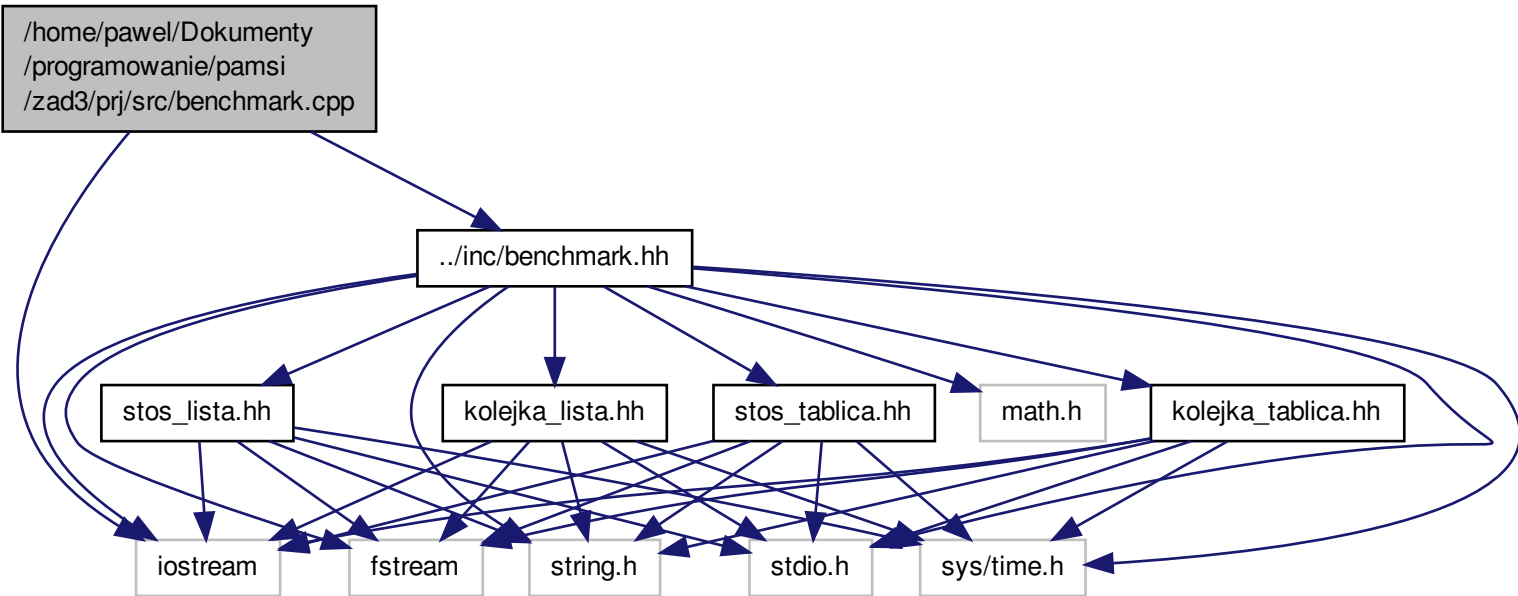 /home/pawel/Dokumenty
/programowanie/pamsi
/zad3/prj/src/benchmark.cpp
../inc/benchmark.hh
stos_lista.hh
kolejka_lista.hh
stos_tablica.hh
math.h
kolejka_tablica.hh
iostream
fstream
string.h
stdio.h
sys/time.h